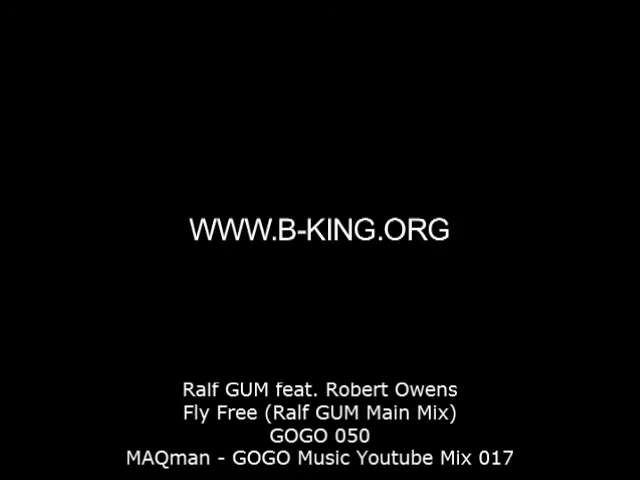 WWW.B-KING.ORG
Ralf GUM feat. Robert Owens
Fly Free (Ralf GUM Main Mix)
GOGO 050
MAQman - GOGO Music Youtube Mix 017